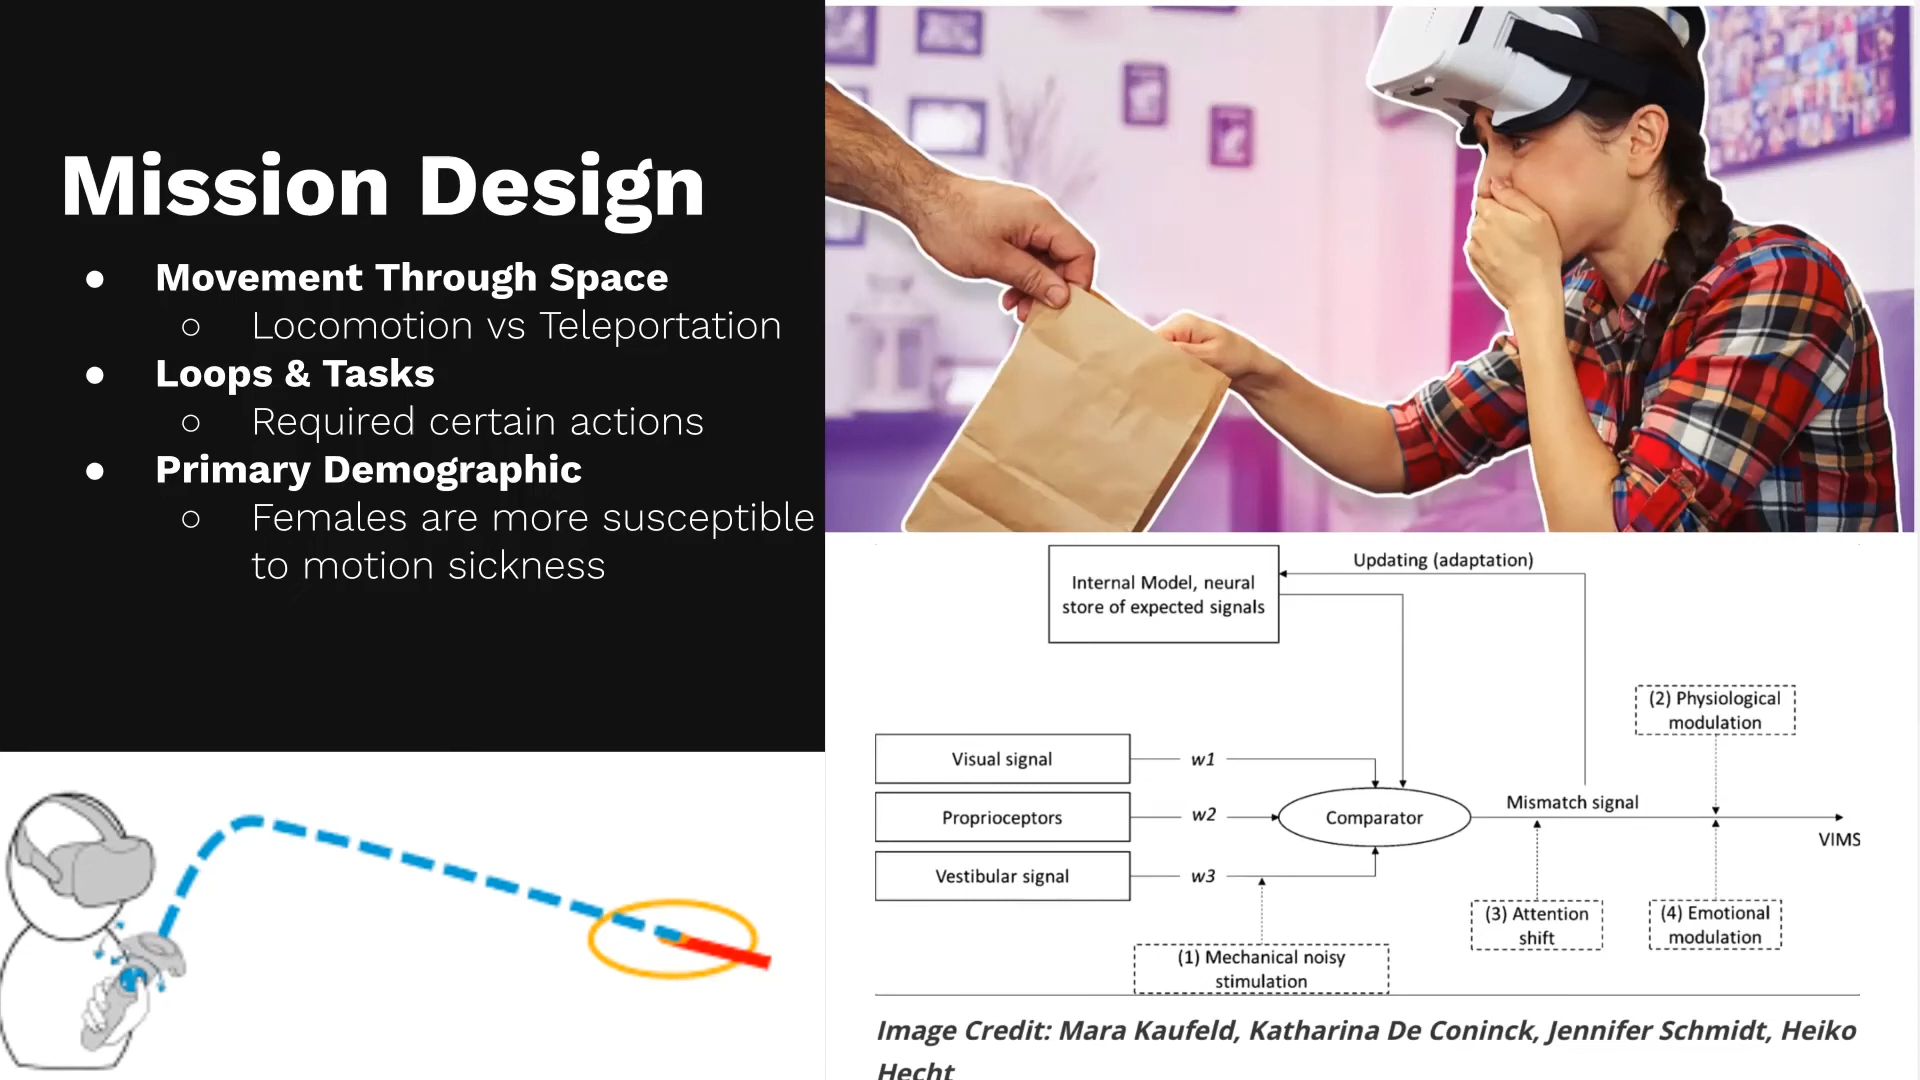 Mission Design
● Movement Through Space
○ Locomotion vs Teleportation
● Loops & Tasks
○ Required certain actions
● Primary Demographic
○ Females are more susceptible
to motion sickness
Internal Model, neural
store of expected signals
Updating (adaptation)
(2) Physiological
modulation
Visual signal
w1
Proprioceptors
w2
Comparator
Mismatch signal
VIMS
Vestibular signal
w3
(3) Attention
shift
(4) Emotional
modulation
(1) Mechanical noisy
stimulation
Image Credit: Mara Kaufeld, Katharina De Coninck, Jennifer Schmidt, Heiko
Hecht